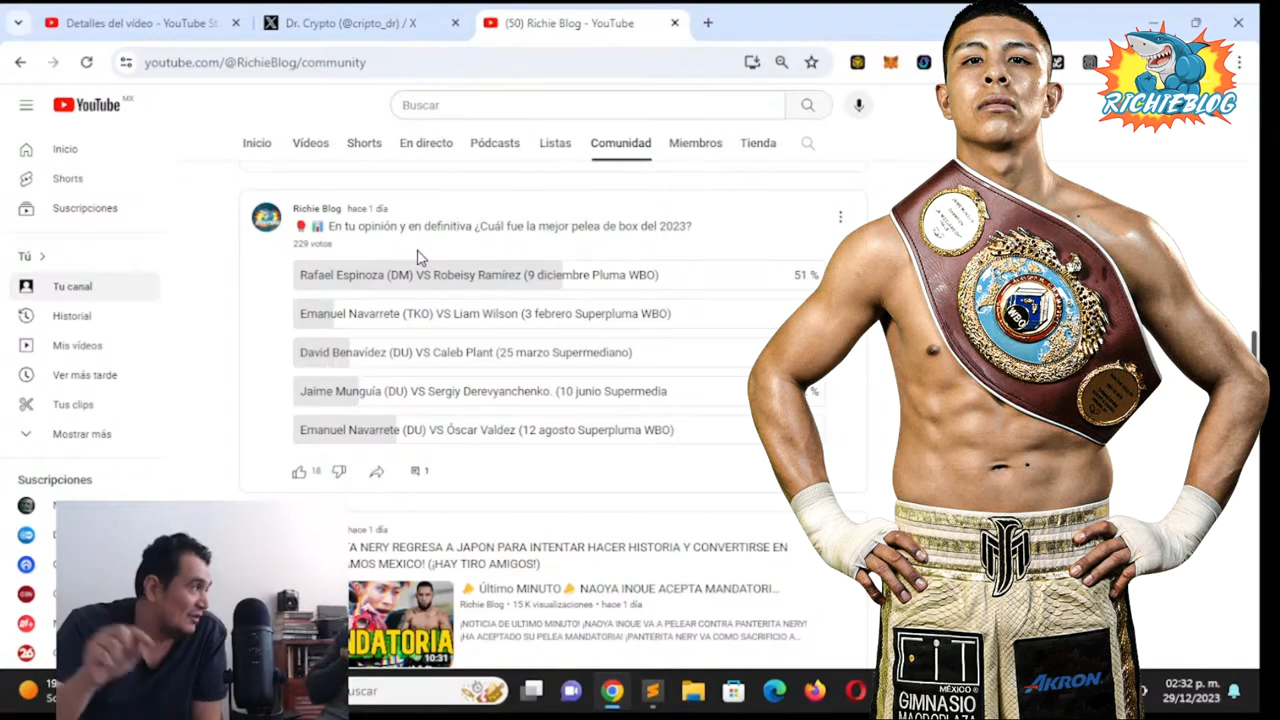 Detalles del vídeo - YouTube St
Dr. Crypto (@cripto_dr) / X
(50) Richie Blog - YouTube
youtube.com/@RichieBlog/community
YouTube MX
Buscar
RICHIEBLOG
Inicio
Shorts
Suscripciones
Tú
Tu canal
Historial
Mis vídeos
Ver más tarde
Tus clips
Mostrar más
Suscripciones
Inicio Vídeos Shorts En directo Pódcasts Listas Comunidad Miembros Tienda
Richie Blog hace 1 día
En tu opinión y en definitiva ¿Cuál fue la mejor pelea de box del 2023?
229 votos
Rafael Espinoza (DM) VS Robeisy Ramírez (9 diciembre Pluma WBO) 51 %
Emanuel Navarrete (TKO) VS Liam Wilson (3 febrero Superpluma WBO)
David Benavídez (DU) VS Caleb Plant (25 marzo Supermediano)
Jaime Munguía (DU) VS Sergiy Derevyanchenko. (10 junio Supermedia %
Emanuel Navarrete (DU) VS Óscar Valdez (12 agosto Superpluma WBO)
18 1
hace 1 día
TA NERY REGRESA A JAPON PARA INTENTAR HACER HISTORIA Y CONVERTIRSE EN
AMOS MEXICO! (¡HAY TIRO AMIGOS!)
Último MINUTO NAOYA INOUE ACEPTA MANDATORI...
Richie Blog • 15 K visualizaciones • hace 1 día
¡NOTICIA DE ULTIMO MINUTO! ¡NAOYA INOUE VA A PELEAR CONTRA PANTERITA NERY!
¡HA ACEPTADO SU PELEA MANDATORIA! ¡PANTERITA NERY VA COMO SACRIFICIO A...
NDATORIA
10:31
WBO
FiT
MÉXICO
GIMNASIO
MACROPLAZA
AKRON
uscar
02:32 p. m.
29/12/2023